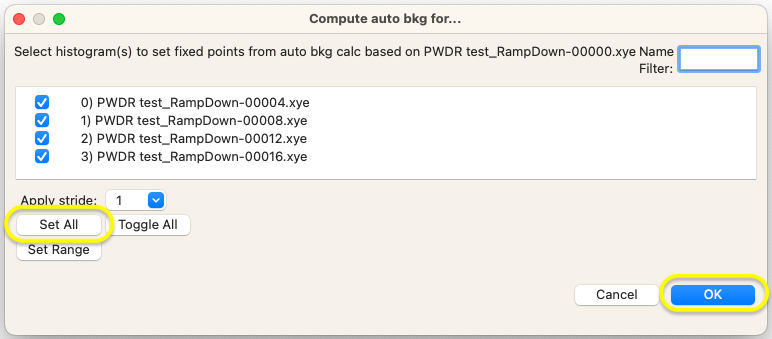 Compute auto bkg for...
Select histogram(s) to set fixed points from auto bkg calc based on PWDR test_RampDown-00000.xye Name
Filter:
0) PWDR test_RampDown-00004.xye
1) PWDR test_RampDown-00008.xye
2) PWDR test_RampDown-00012.xye
3) PWDR test_RampDown-00016.xye
Apply stride: 1
Set All Toggle All
Set Range
Cancel OK